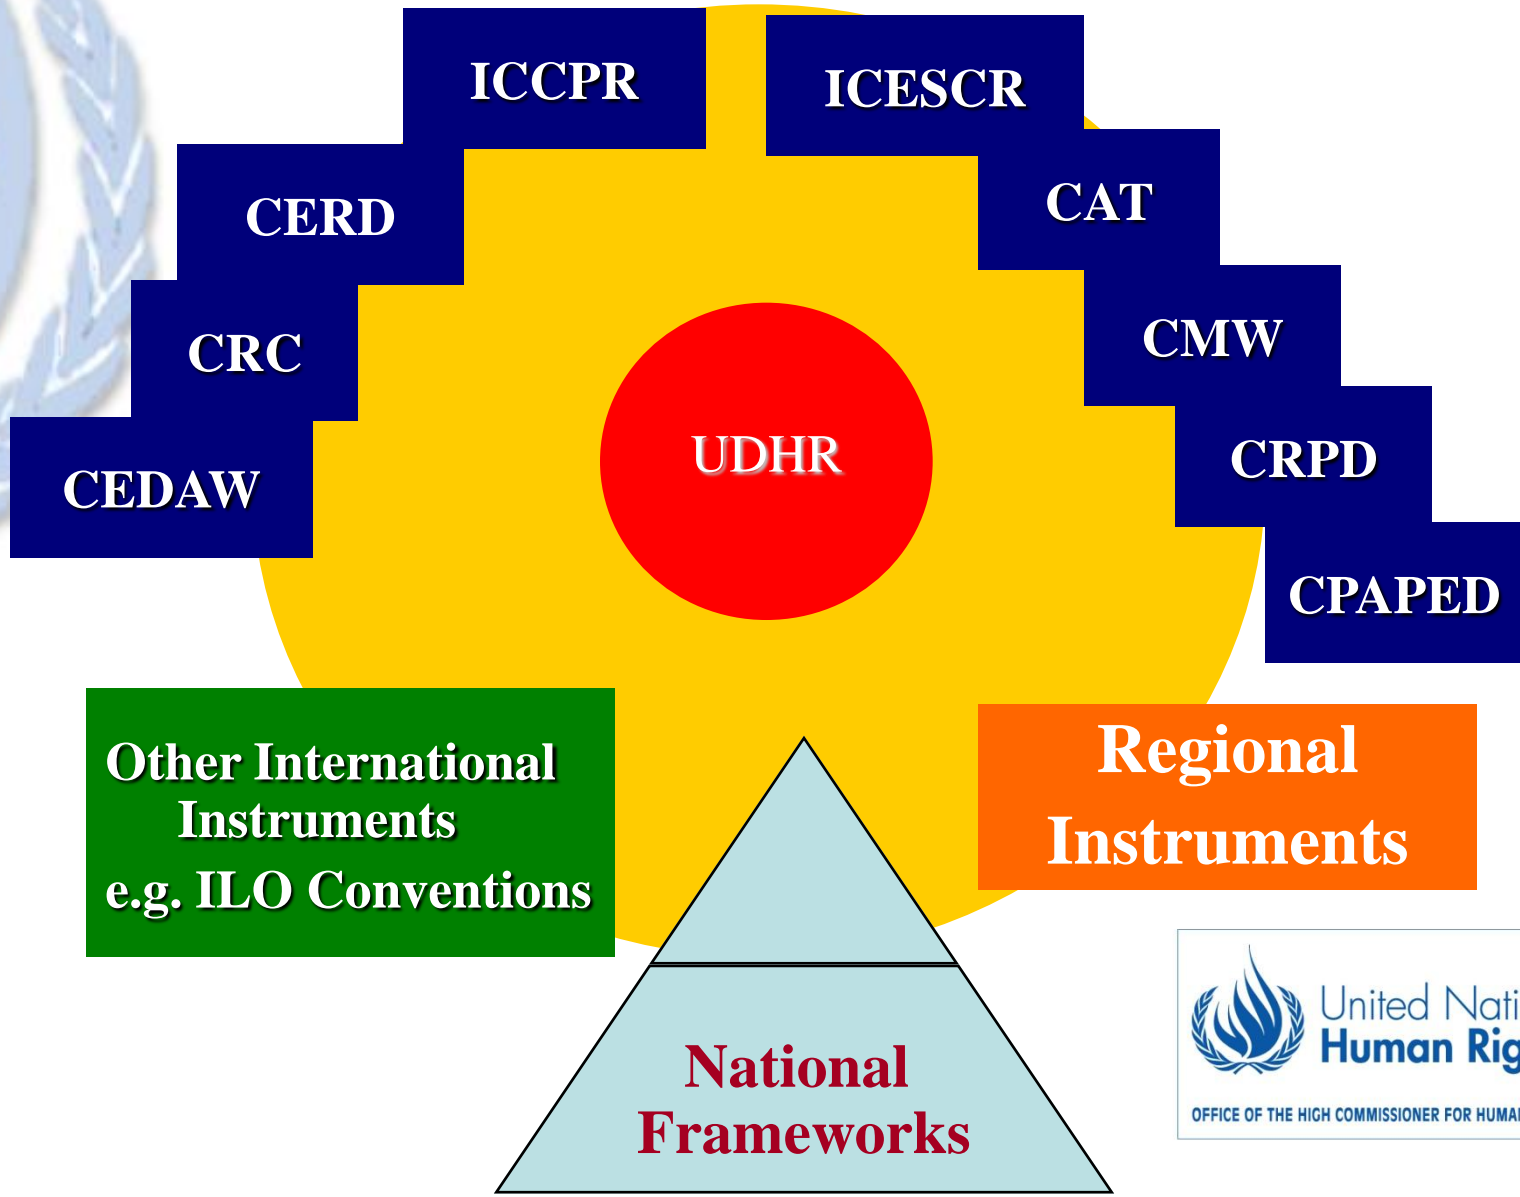 ICCPR
ICESCR
CERD
CAT
CRC
CMW
CEDAW
UDHR
CRPD
CPAPED
Other International
Instruments
e.g. ILO Conventions
Regional
Instruments
National
Frameworks
United Nati
Human Rig
OFFICE OF THE HIGH COMMISSIONER FOR HUMA